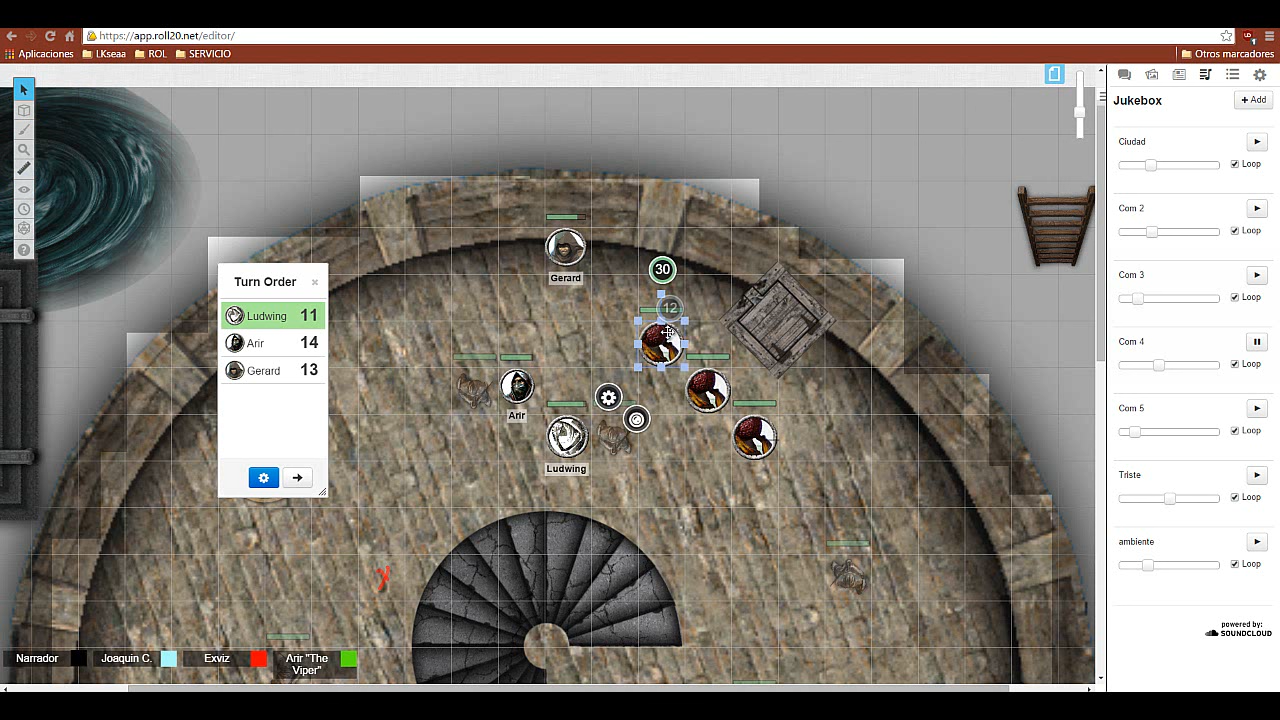 https://app.roll20.net/editor/
Aplicaciones LKseaa ROL SERVICIO Otros marcadores
Jukebox
+ Add
Ciudad
Loop
Com 2
Loop
Com 3
Loop
Com 4
Loop
Com 5
Loop
Triste
Loop
ambiente
Loop
powered by:
SOUNDCLOUD
Turn Order ×
Ludwing 11
Arir 14
Gerard 13
Gerard
30
12
Arir
Ludwing
Narrador
Joaquin C.
Exviz
Arir "The
Viper"